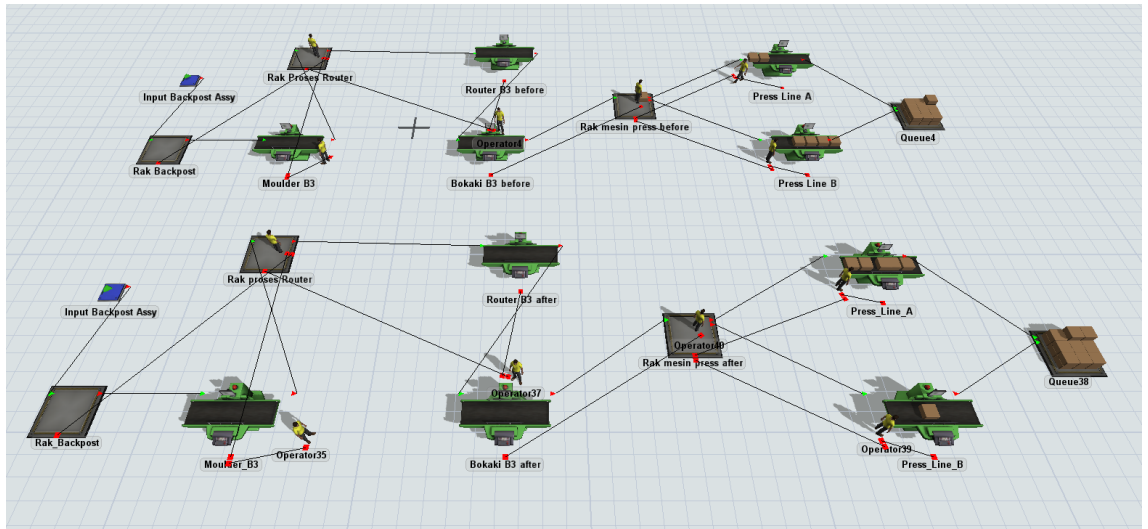 Rak Proses Router
Router B3 before
Input Backpost Assy
Press Line A
Rak mesin press before
Queue4
Operator4
Rak Backpost
Moulder B3
Bokaki B3 before
Press Line B
Rak proses Router
Router B3 after
Input Backpost Assy
Press_Line_A
Operator40
Rak mesin press after
Queue38
Operator37
Rak_Backpost
Operator35
Moulder_B3
Bokaki B3 after
Operator39
Press_Line_B